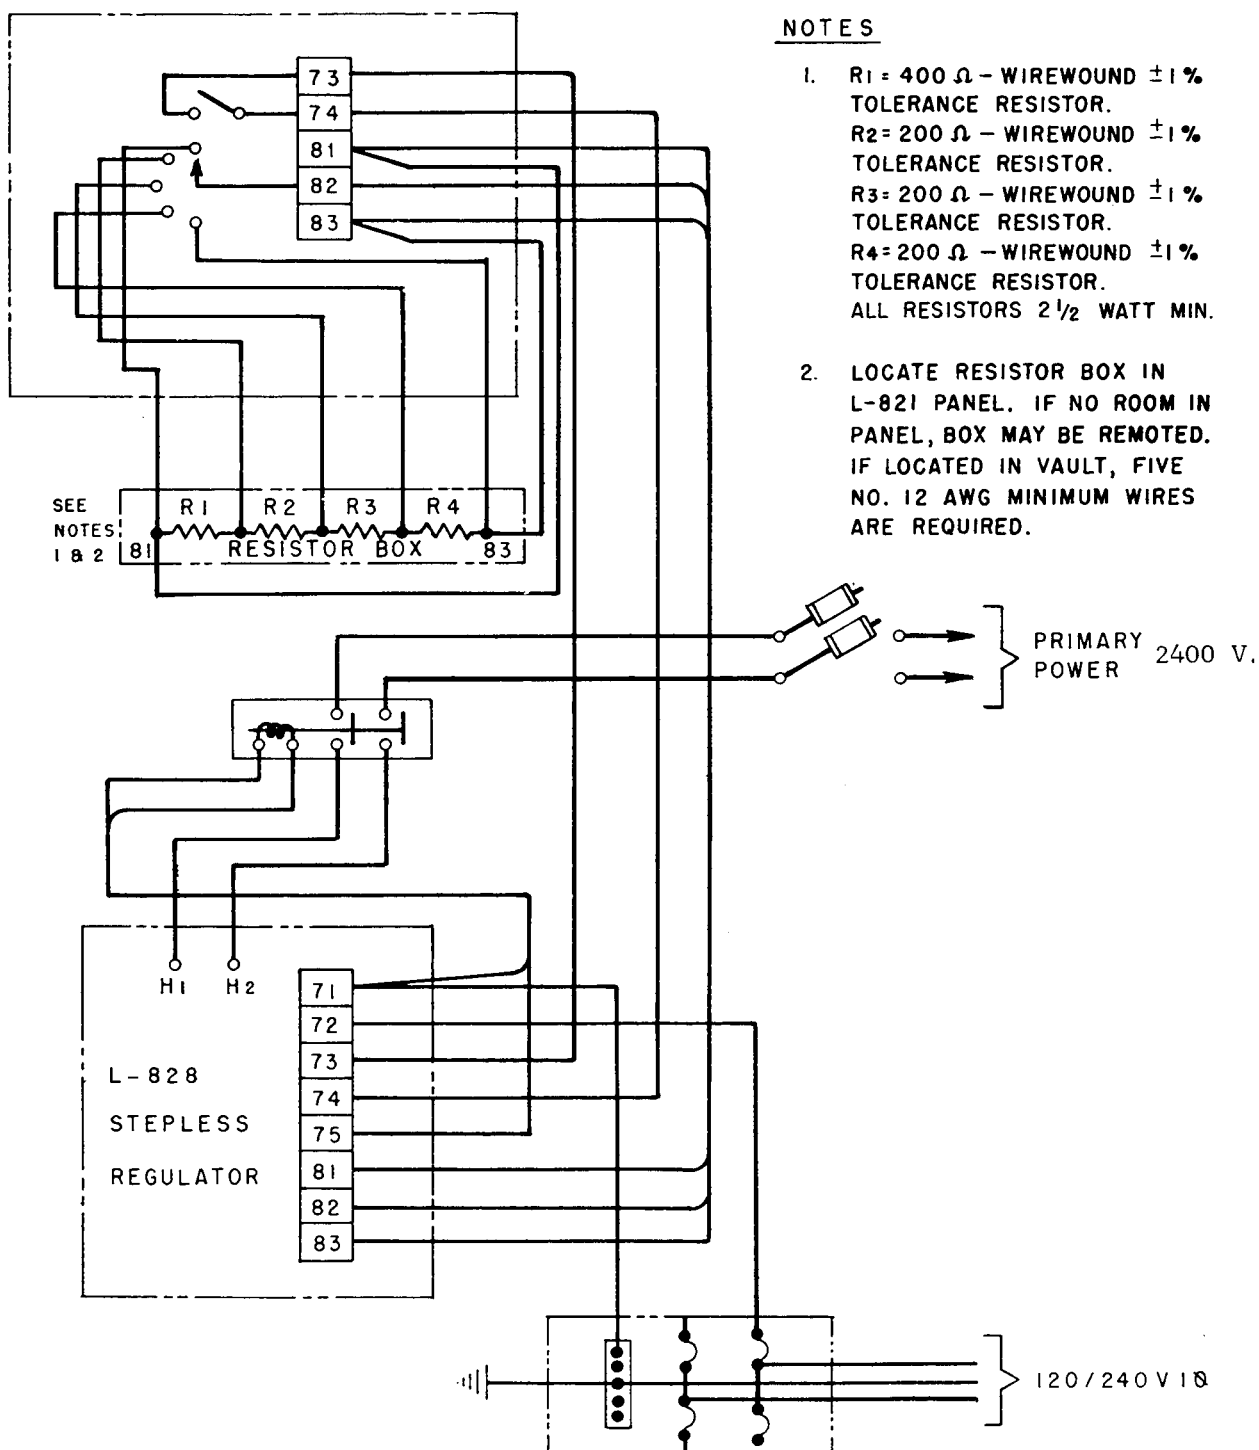 NOTES
1. R1 = 400 Ω - WIREWOUND ±1%
TOLERANCE RESISTOR.
R2 = 200 Ω - WIREWOUND ±1%
TOLERANCE RESISTOR.
R3 = 200 Ω - WIREWOUND ±1%
TOLERANCE RESISTOR.
R4 = 200 Ω - WIREWOUND ±1%
TOLERANCE RESISTOR.
ALL RESISTORS 2 1/2 WATT MIN.
2. LOCATE RESISTOR BOX IN
L-821 PANEL. IF NO ROOM IN
PANEL, BOX MAY BE REMOTED.
IF LOCATED IN VAULT, FIVE
NO. 12 AWG MINIMUM WIRES
ARE REQUIRED.
73
74
81
82
83
SEE
NOTES
1 & 2
R1 R2 R3 R4
81 RESISTOR BOX 83
PRIMARY
POWER 2400 V.
H1 H2
L-828
STEPLESS
REGULATOR
71
72
73
74
75
81
82
83
120/240 V 1Ø